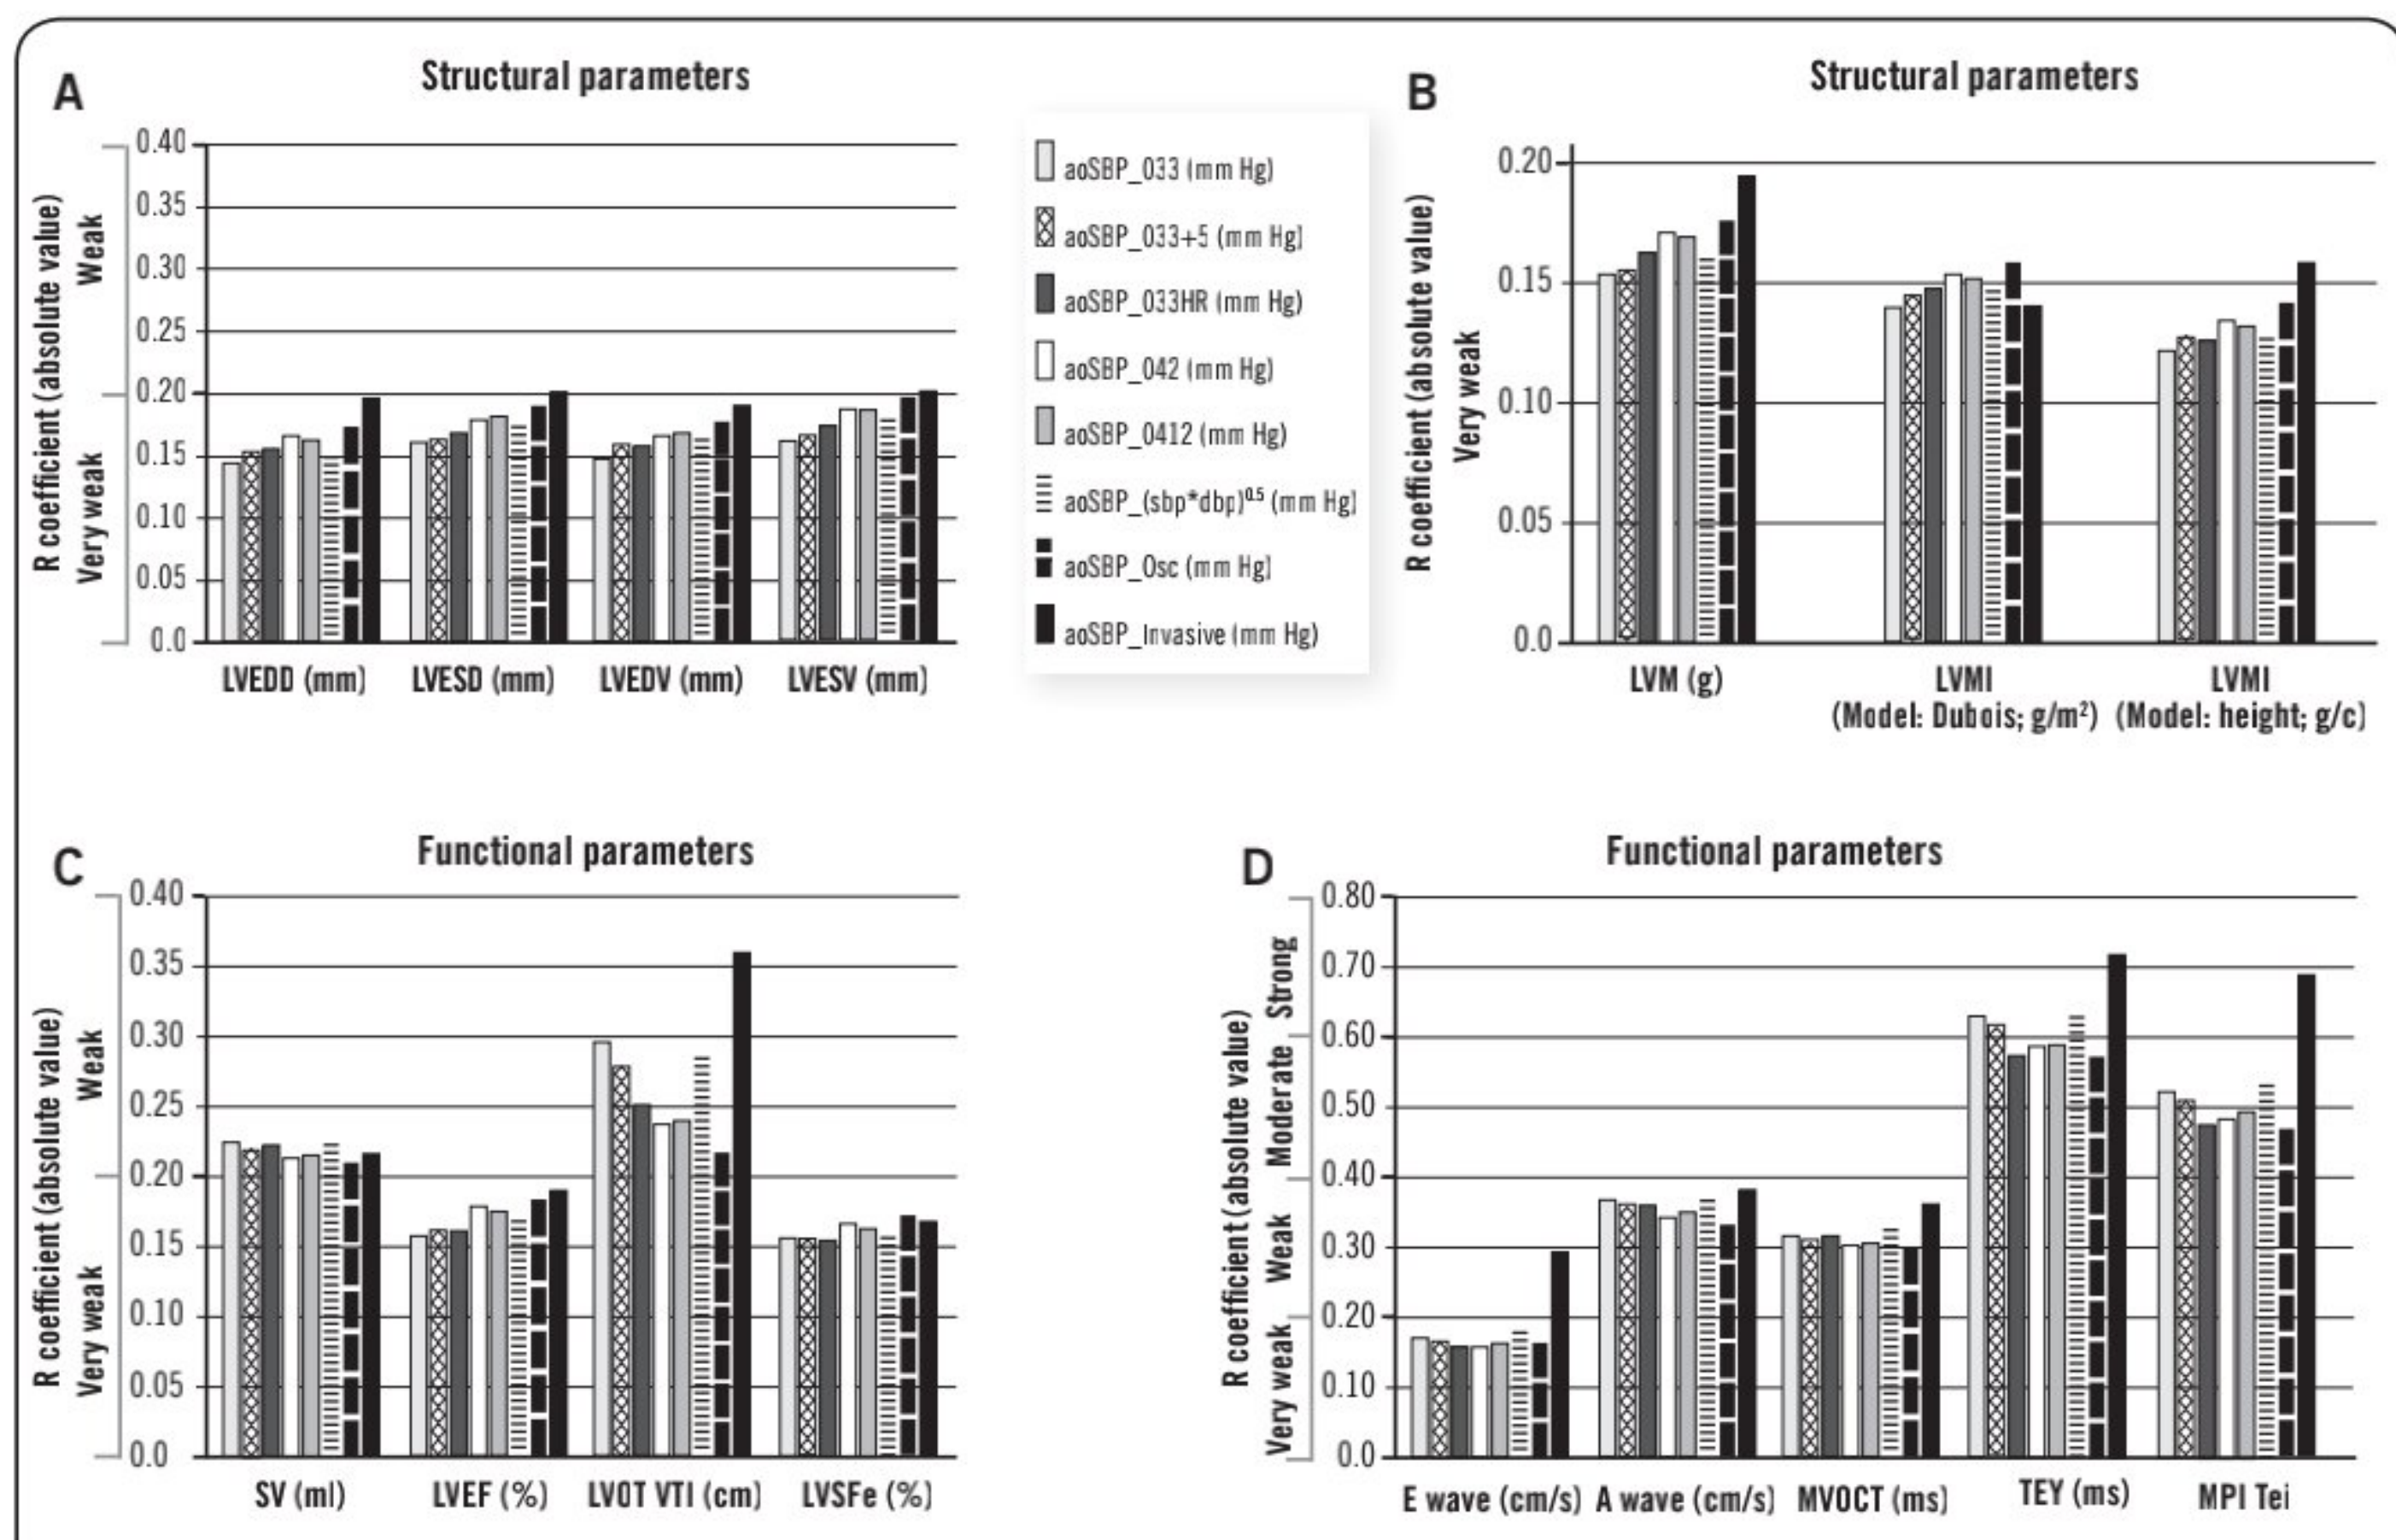 A
Structural parameters
R coefficient (absolute value)
Very weak
Weak
0.40
0.35
0.30
0.25
0.20
0.15
0.10
0.05
0.0
LVEDD (mm)
LVESD (mm)
LVEDV (mm)
LVESV (mm)
aoSBP_033 (mm Hg)
aoSBP_033+5 (mm Hg)
aoSBP_033HR (mm Hg)
aoSBP_042 (mm Hg)
aoSBP_0412 (mm Hg)
aoSBP_(sbp*dbp)⁰·⁵ (mm Hg)
aoSBP_Osc (mm Hg)
aoSBP_Invasive (mm Hg)
B
Structural parameters
R coefficient (absolute value)
Very weak
0.20
0.15
0.10
0.05
0.0
LVM (g)
LVMI
(Model: Dubois; g/m²)
LVMI
(Model: height; g/c)
C
Functional parameters
R coefficient (absolute value)
Very weak
Weak
0.40
0.35
0.30
0.25
0.20
0.15
0.10
0.05
0.0
SV (ml)
LVEF (%)
LVOT VTI (cm)
LVSFe (%)
D
Functional parameters
R coefficient (absolute value)
Very weak
Weak
Moderate
Strong
0.80
0.70
0.60
0.50
0.40
0.30
0.20
0.10
0.0
E wave (cm/s)
A wave (cm/s)
MVOCT (ms)
TEY (ms)
MPI Tei